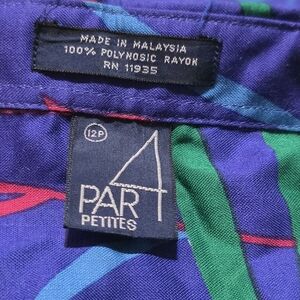 MADE IN MALAYSIA
100% POLYNOSIC RAYON
RN 11935
12P
PAR 4
PETITES